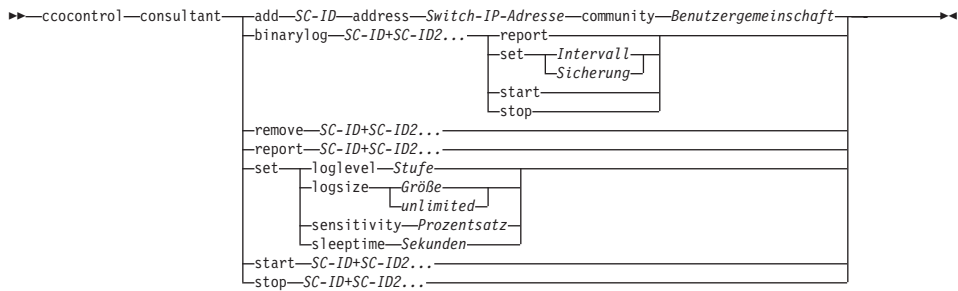 ccocontrol consultant add SC-ID address Switch-IP-Adresse community Benutzergemeinschaft
binarylog SC-ID+SC-ID2... report
set Intervall
Sicherung
start
stop
remove SC-ID+SC-ID2...
report SC-ID+SC-ID2...
set loglevel Stufe
logsize Größe
unlimited
sensitivity Prozentsatz
sleeptime Sekunden
start SC-ID+SC-ID2...
stop SC-ID+SC-ID2...